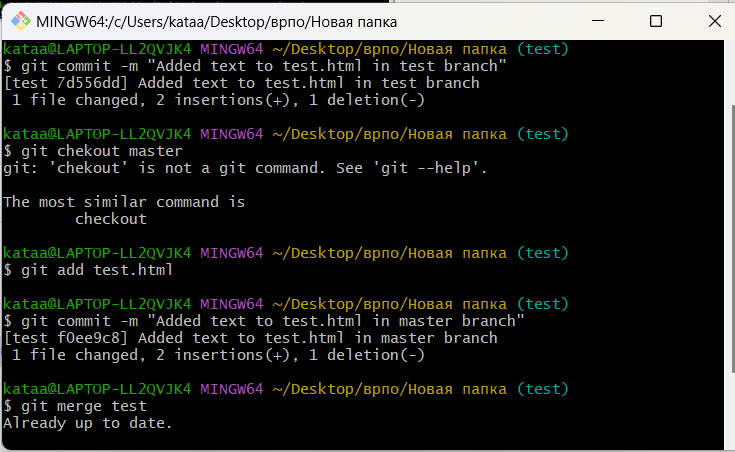 MINGW64:/c/Users/kataa/Desktop/врпо/Новая папка
kataa@LAPTOP-LL2QVJK4 MINGW64 ~/Desktop/врпо/Новая папка (test)
$ git commit -m "Added text to test.html in test branch"
[test 7d556dd] Added text to test.html in test branch
 1 file changed, 2 insertions(+), 1 deletion(-)
kataa@LAPTOP-LL2QVJK4 MINGW64 ~/Desktop/врпо/Новая папка (test)
$ git chekout master
git: 'chekout' is not a git command. See 'git --help'.
The most similar command is
        checkout
kataa@LAPTOP-LL2QVJK4 MINGW64 ~/Desktop/врпо/Новая папка (test)
$ git add test.html
kataa@LAPTOP-LL2QVJK4 MINGW64 ~/Desktop/врпо/Новая папка (test)
$ git commit -m "Added text to test.html in master branch"
[test f0ee9c8] Added text to test.html in master branch
 1 file changed, 2 insertions(+), 1 deletion(-)
kataa@LAPTOP-LL2QVJK4 MINGW64 ~/Desktop/врпо/Новая папка (test)
$ git merge test
Already up to date.